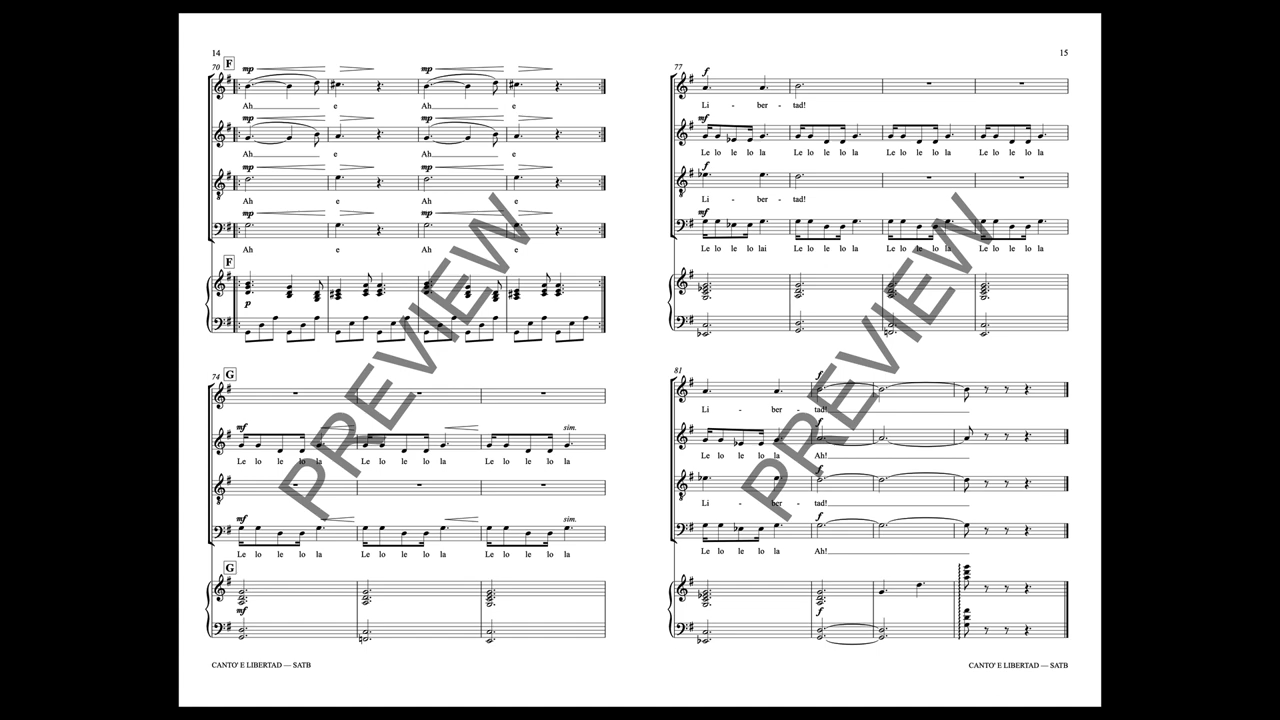 14
F
70
mp mp
Ah e Ah e
mp mp
Ah e Ah e
mp mp
Ah e Ah e
mp mp
Ah e Ah e
F
p
G
74
mf sim.
Le lo le lo la Le lo le lo la Le lo le lo la
mf sim.
Le lo le lo la Le lo le lo la Le lo le lo la
G
mf
CANTO' E LIBERTAD — SATB
15
77
f
Li - ber - tad!
mf
Le lo le lo la Le lo le lo la Le lo le lo la Le lo le lo la
f
Li - ber - tad!
mf
Le lo le lo lai Le lo le lo la Le lo le lo la Le lo le lo la
81
f
Li - ber - tad!
f
Le lo le lo la Ah!
f
Li - ber - tad!
f
Le lo le lo la Ah!
f
CANTO' E LIBERTAD — SATB
PREVIEW
PREVIEW